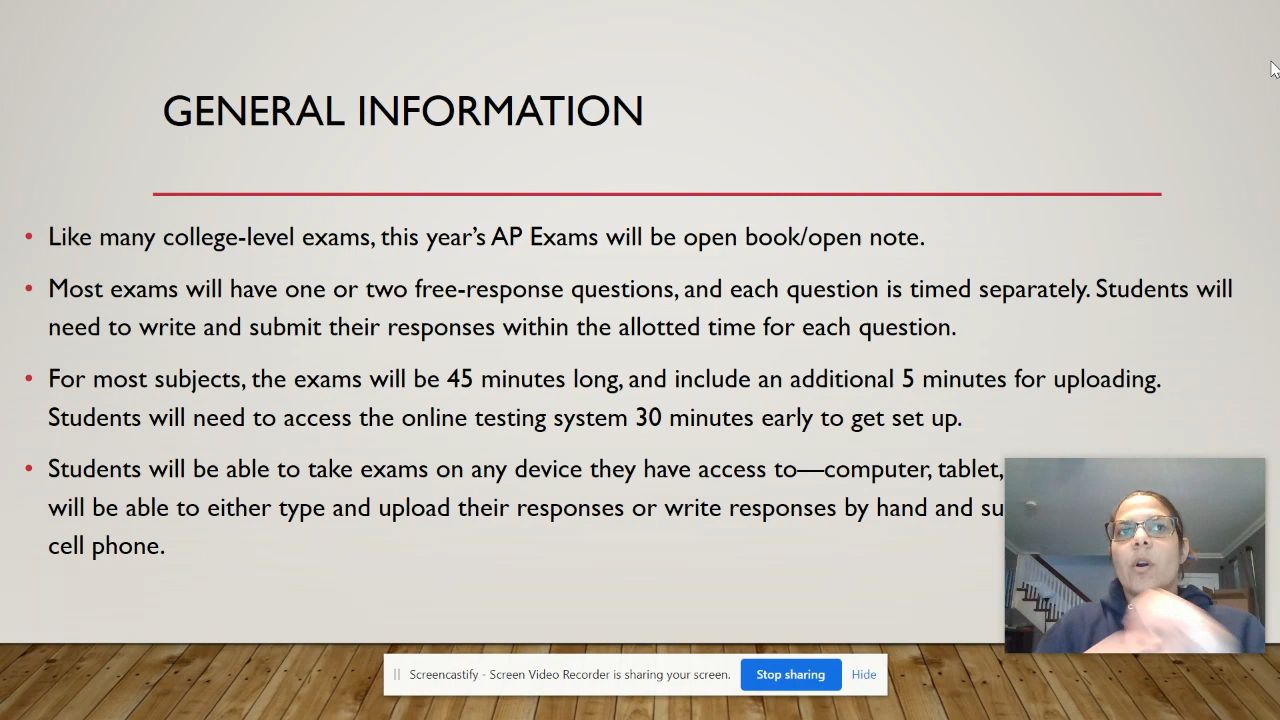 GENERAL INFORMATION
• Like many college-level exams, this year’s AP Exams will be open book/open note.
• Most exams will have one or two free-response questions, and each question is timed separately. Students will
need to write and submit their responses within the allotted time for each question.
• For most subjects, the exams will be 45 minutes long, and include an additional 5 minutes for uploading.
Students will need to access the online testing system 30 minutes early to get set up.
• Students will be able to take exams on any device they have access to—computer, tablet,
will be able to either type and upload their responses or write responses by hand and su
cell phone.
Screencastify - Screen Video Recorder is sharing your screen. Stop sharing Hide